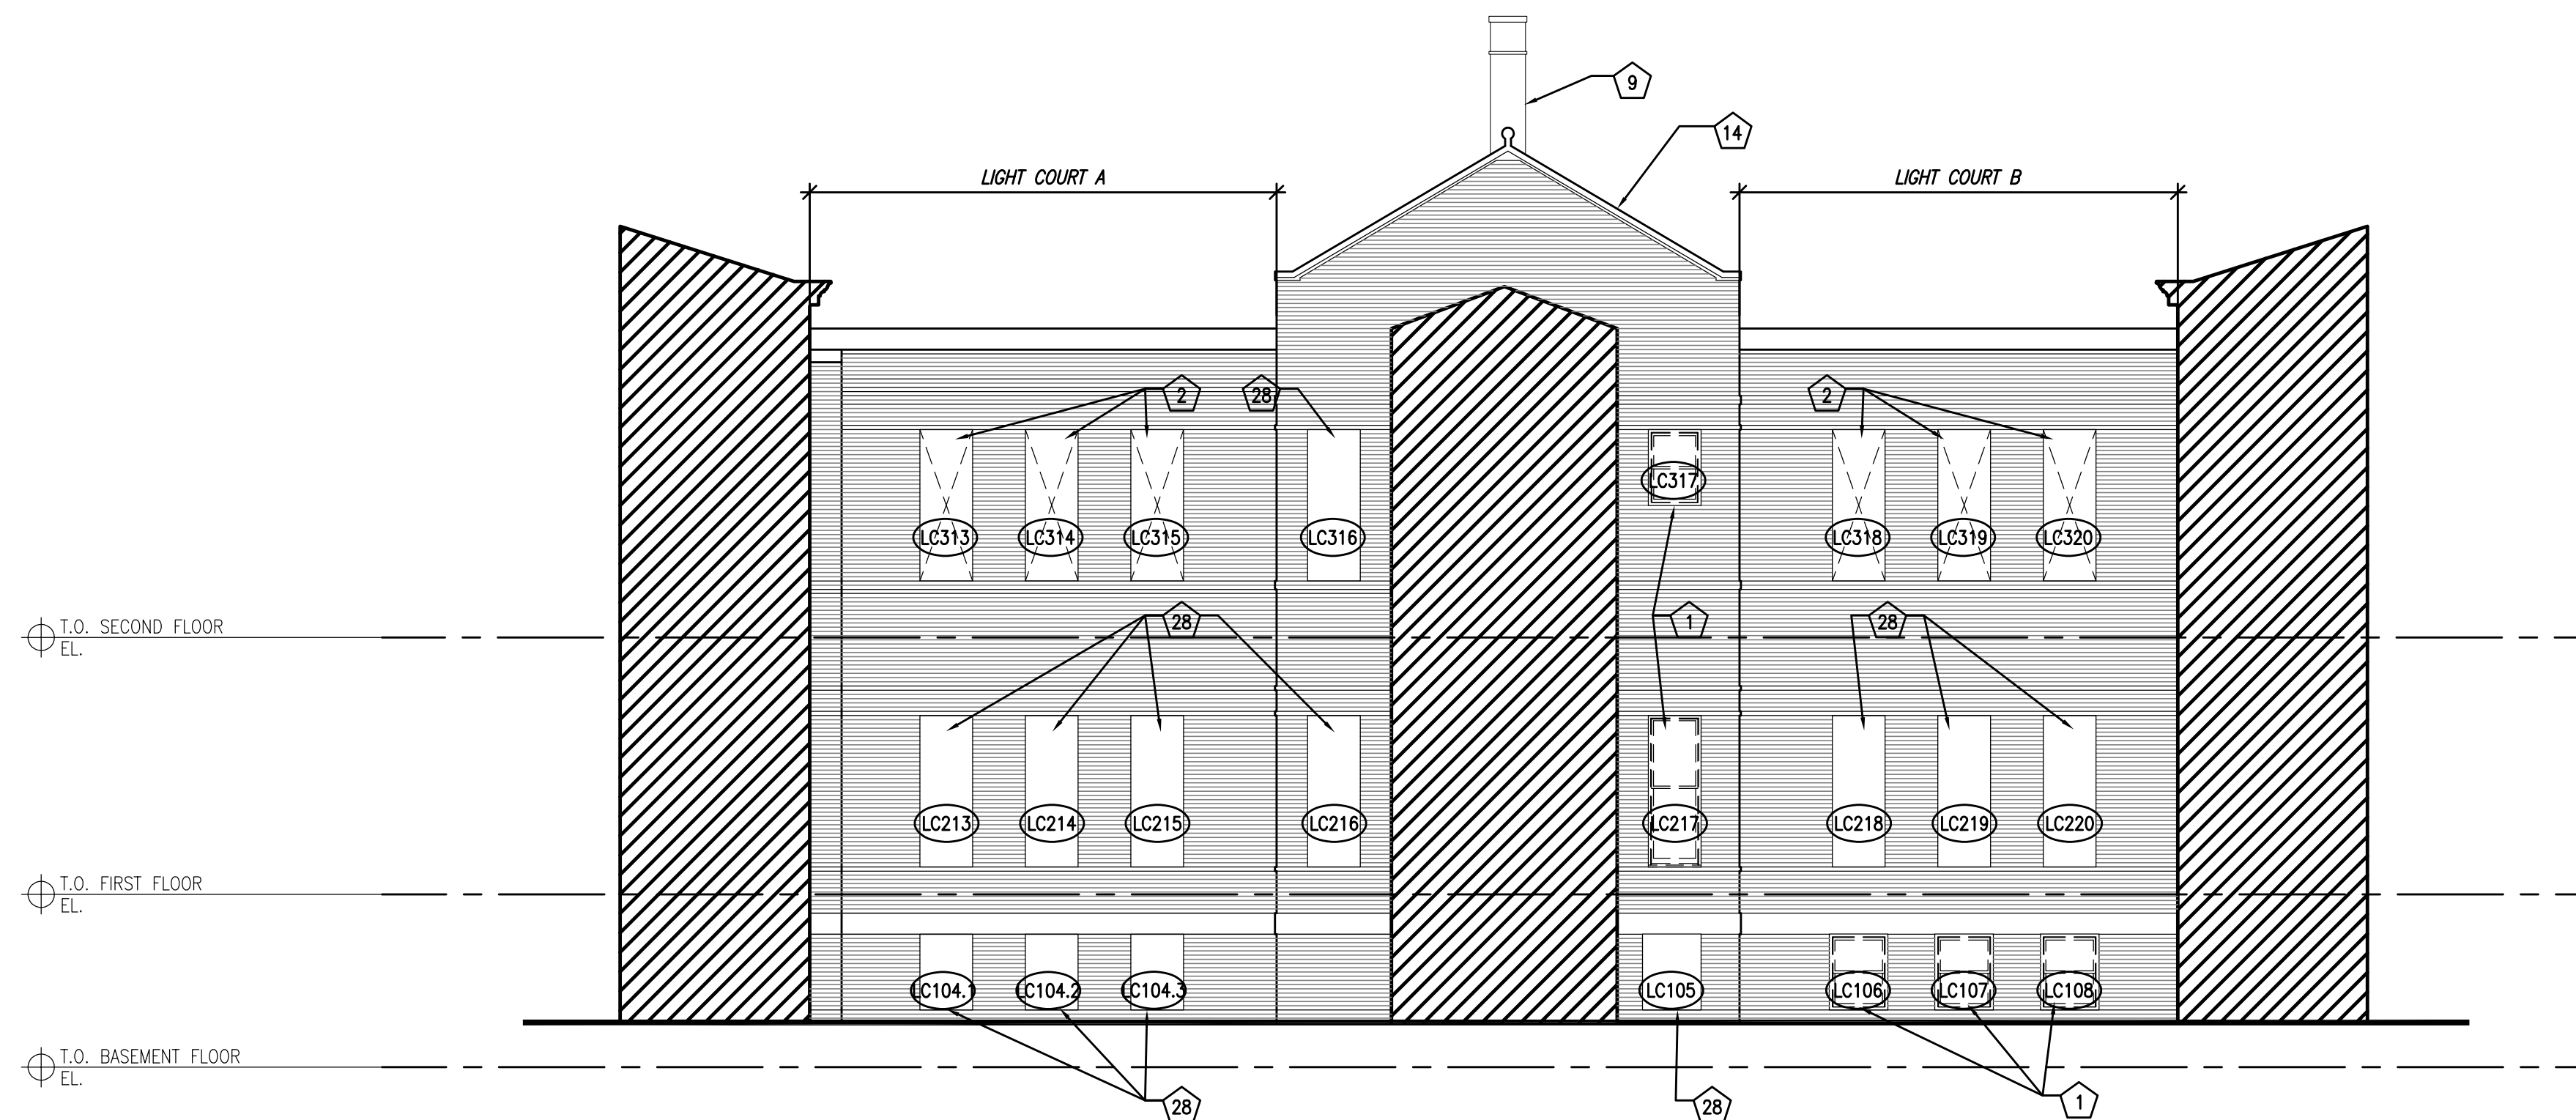 9
14
LIGHT COURT A
LIGHT COURT B
2
28
2
LC317
LC313
LC314
LC315
LC316
LC318
LC319
LC320
T.O. SECOND FLOOR
EL.
28
1
28
LC213
LC214
LC215
LC216
LC217
LC218
LC219
LC220
T.O. FIRST FLOOR
EL.
LC104.1
LC104.2
LC104.3
LC105
LC106
LC107
LC108
T.O. BASEMENT FLOOR
EL.
28
28
1